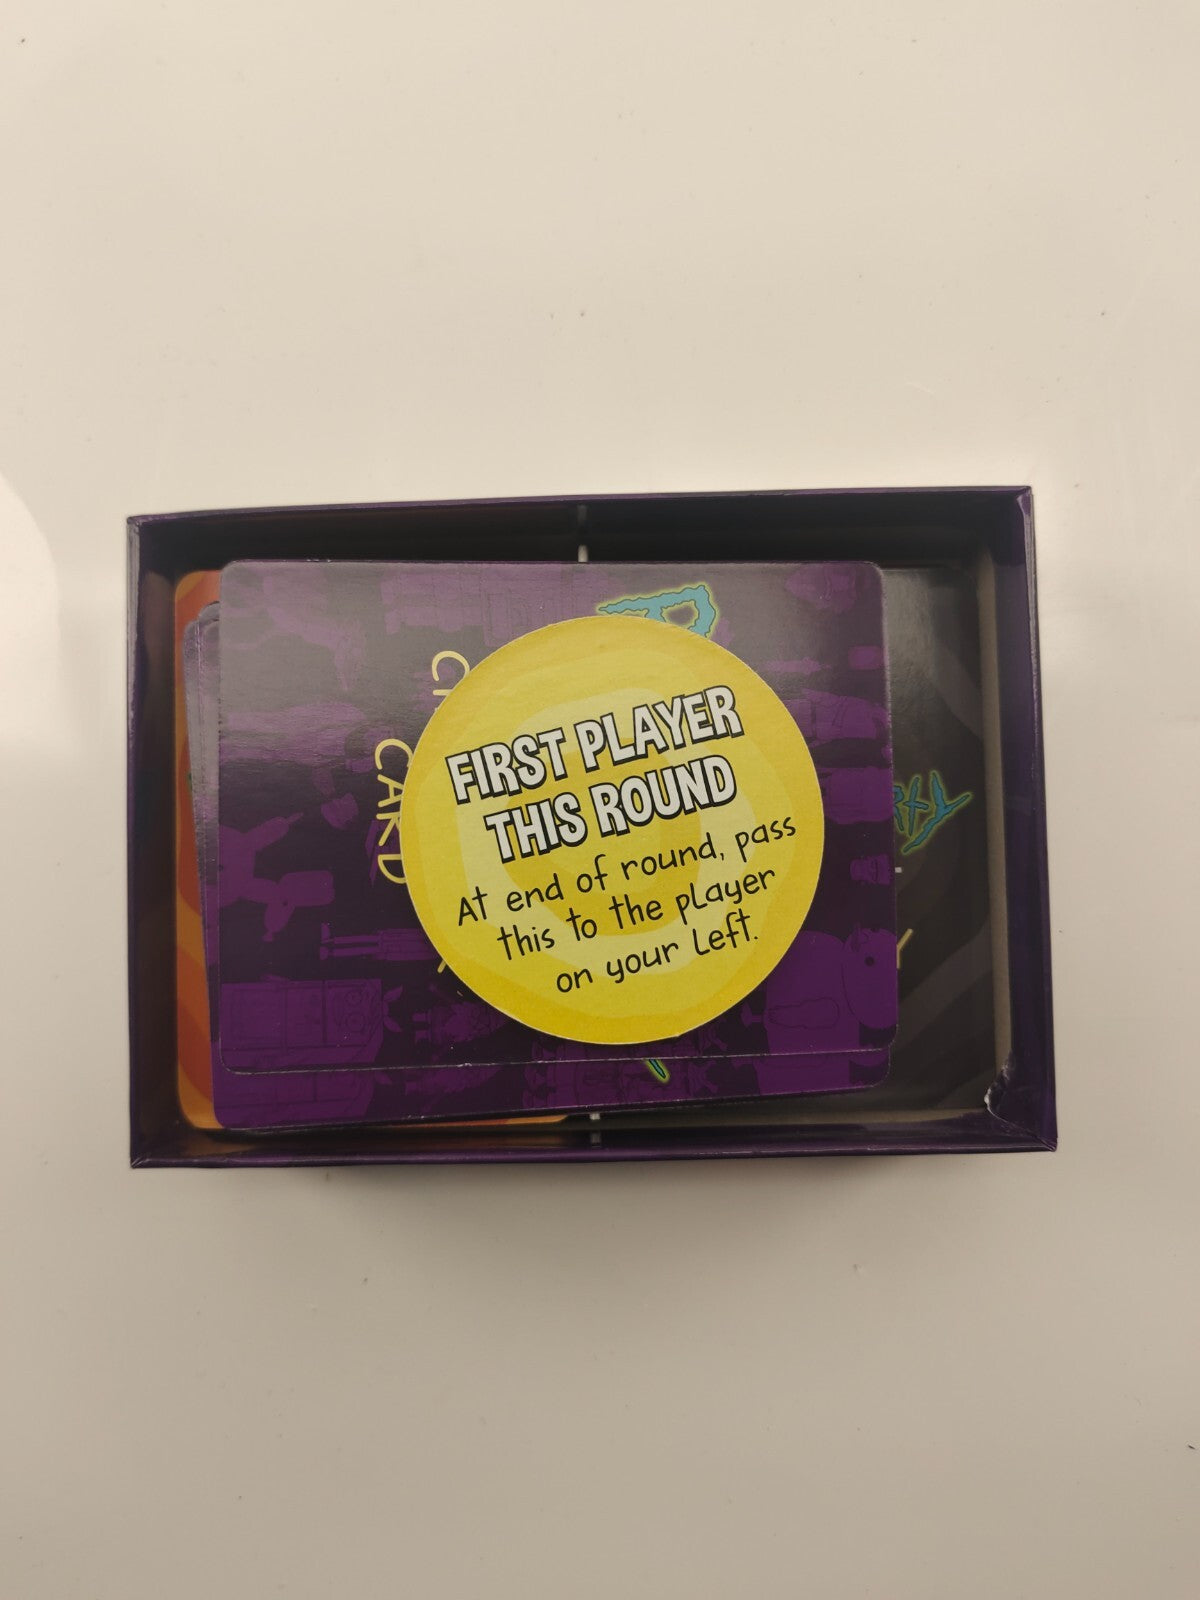 FIRST PLAYER
THIS ROUND
At end of round, pass
this to the player
on your Left.
CARD